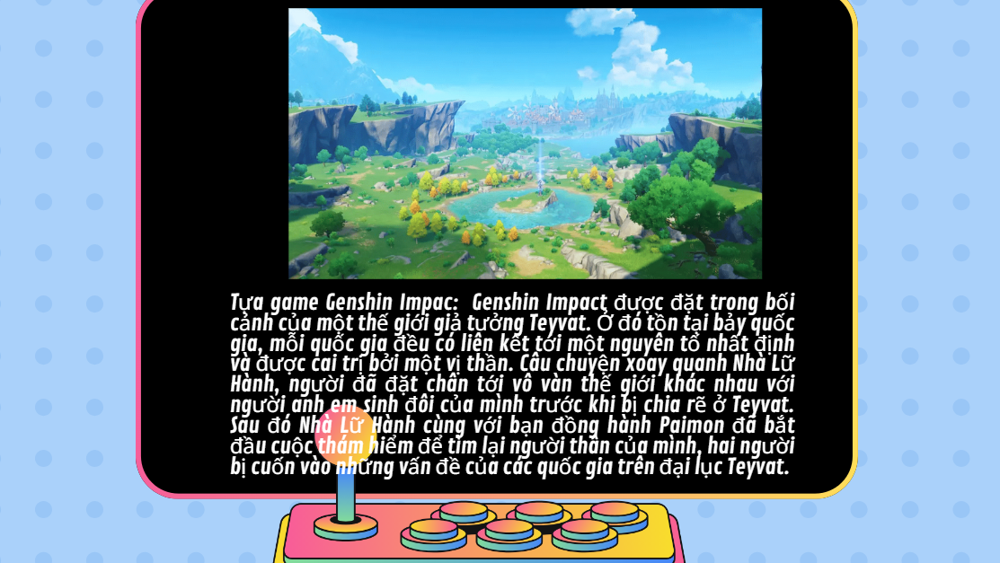 Tựa game Genshin Impac: Genshin Impact được đặt trong bối
cảnh của một thế giới giả tưởng Teyvat. Ở đó tồn tại bảy quốc
gia, mỗi quốc gia đều có liên kết tới một nguyên tố nhất định
và được cai trị bởi một vị thần. Câu chuyện xoay quanh Nhà Lữ
Hành, người đã đặt chân tới vô vàn thế giới khác nhau với
người anh em sinh đôi của mình trước khi bị chia rẽ ở Teyvat.
Sau đó Nhà Lữ Hành cùng với bạn đồng hành Paimon đã bắt
đầu cuộc thám hiểm để tìm lại người thân của mình, hai người
bị cuốn vào những vấn đề của các quốc gia trên đại lục Teyvat.